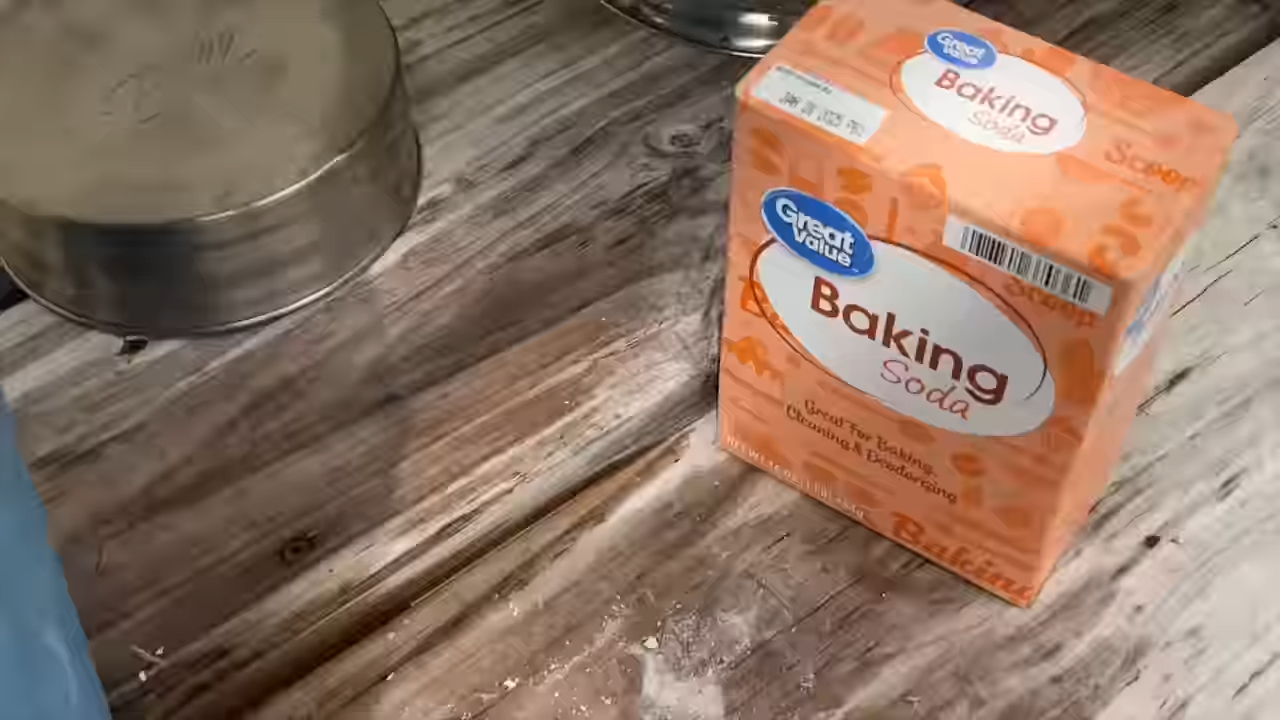 Great
Value
Baking
Soda
Scoop
Great
Value
Baking
Soda
Scoop
Great For Baking,
Cleaning & Deodorizing
Baking